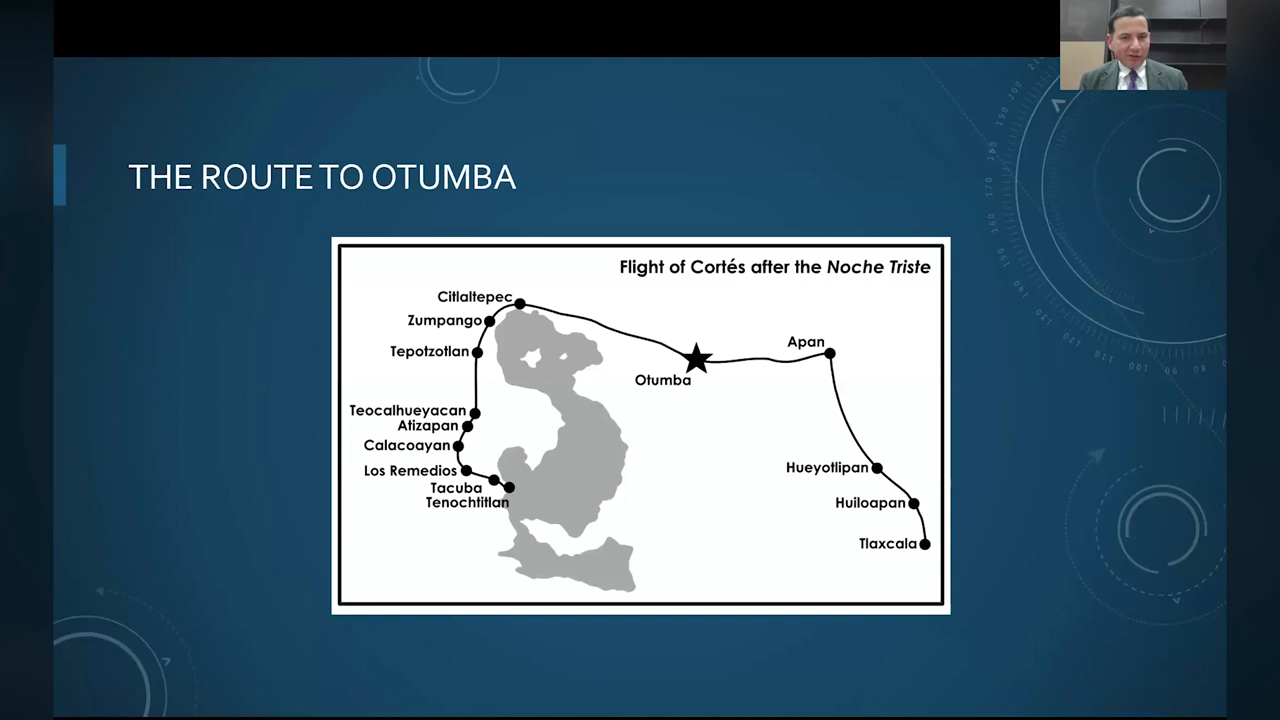 THE ROUTE TO OTUMBA
Flight of Cortés after the Noche Triste
Citlaltepec
Zumpango
Tepotzotlan
Apan
Otumba
Teocalhueyacan
Atizapan
Calacoayan
Los Remedios
Hueyotlipan
Tacuba
Tenochtitlan
Huiloapan
Tlaxcala